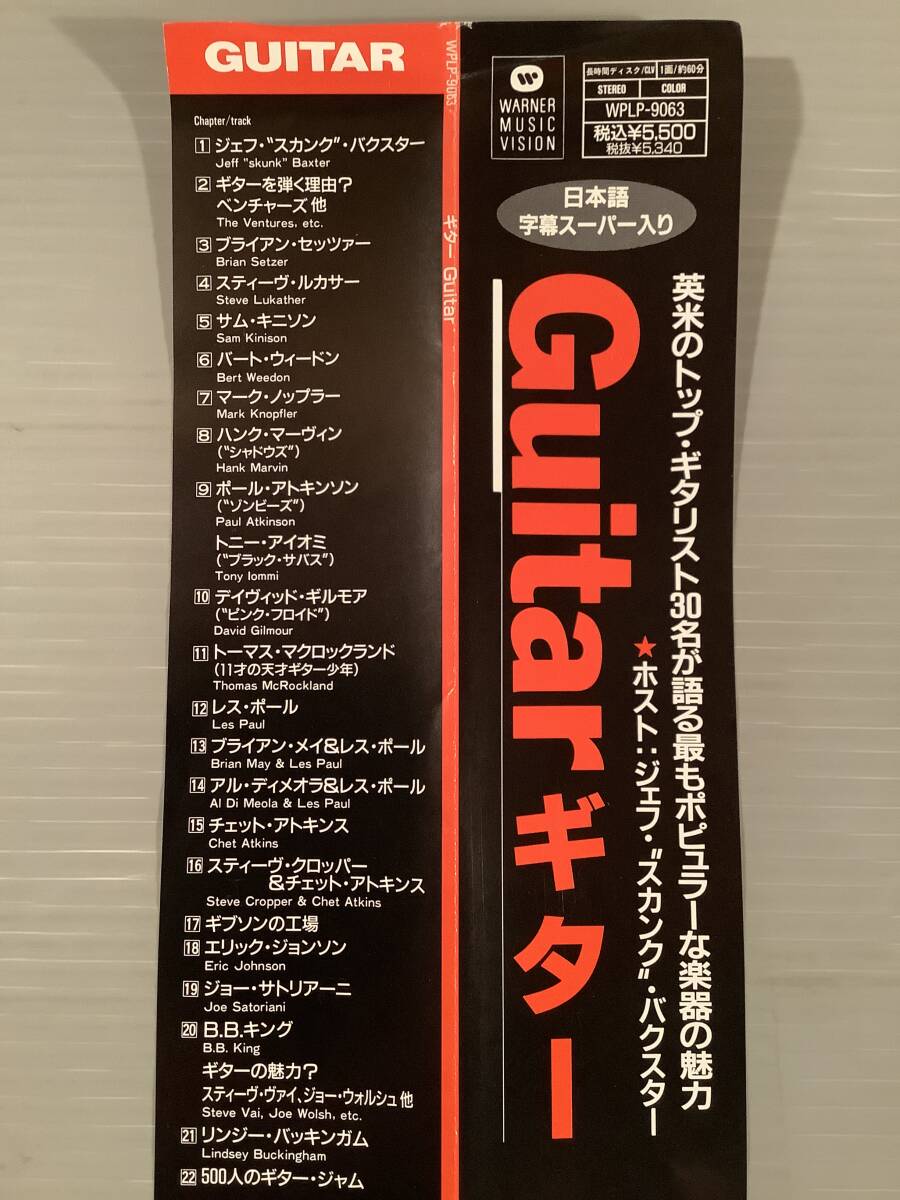 GUITAR
Chapter/track
1 ジェフ・“スカンク”・バクスター
Jeff "skunk" Baxter
2 ギターを弾く理由?
ベンチャーズ 他
The Ventures, etc.
3 ブライアン・セッツァー
Brian Setzer
4 スティーヴ・ルカサー
Steve Lukather
5 サム・キニソン
Sam Kinison
6 バート・ウィードン
Bert Weedon
7 マーク・ノップラー
Mark Knopfler
8 ハンク・マーヴィン
(“シャドウズ”)
Hank Marvin
9 ポール・アトキンソン
(“ゾンビーズ”)
Paul Atkinson
トニー・アイオミ
(“ブラック・サバス”)
Tony Iommi
10 デイヴィッド・ギルモア
(“ピンク・フロイド”)
David Gilmour
11 トーマス・マクロックランド
(11才の天才ギター少年)
Thomas McRockland
12 レス・ポール
Les Paul
13 ブライアン・メイ&レス・ポール
Brian May & Les Paul
14 アル・ディメオラ&レス・ポール
Al Di Meola & Les Paul
15 チェット・アトキンス
Chet Atkins
16 スティーヴ・クロッパー
&チェット・アトキンス
Steve Cropper & Chet Atkins
17 ギブソンの工場
18 エリック・ジョンソン
Eric Johnson
19 ジョー・サトリアーニ
Joe Satoriani
20 B.B.キング
B.B. King
ギターの魅力?
スティーヴ・ヴァイ、ジョー・ウォルシュ 他
Steve Vai, Joe Wolsh, etc.
21 リンジー・バッキンガム
Lindsey Buckingham
22 500人のギター・ジャム
WPLP-9063
ギター Guitar
WARNER
MUSIC
VISION
長時間ディスク/CLV 1面/約60分
STEREO COLOR
WPLP-9063
税込¥5,500
税抜¥5,340
日本語
字幕スーパー入り
英米のトップ・ギタリスト30名が語る最もポピュラーな楽器の魅力
★ホスト:ジェフ・“スカンク”・バクスター
Guitarギター